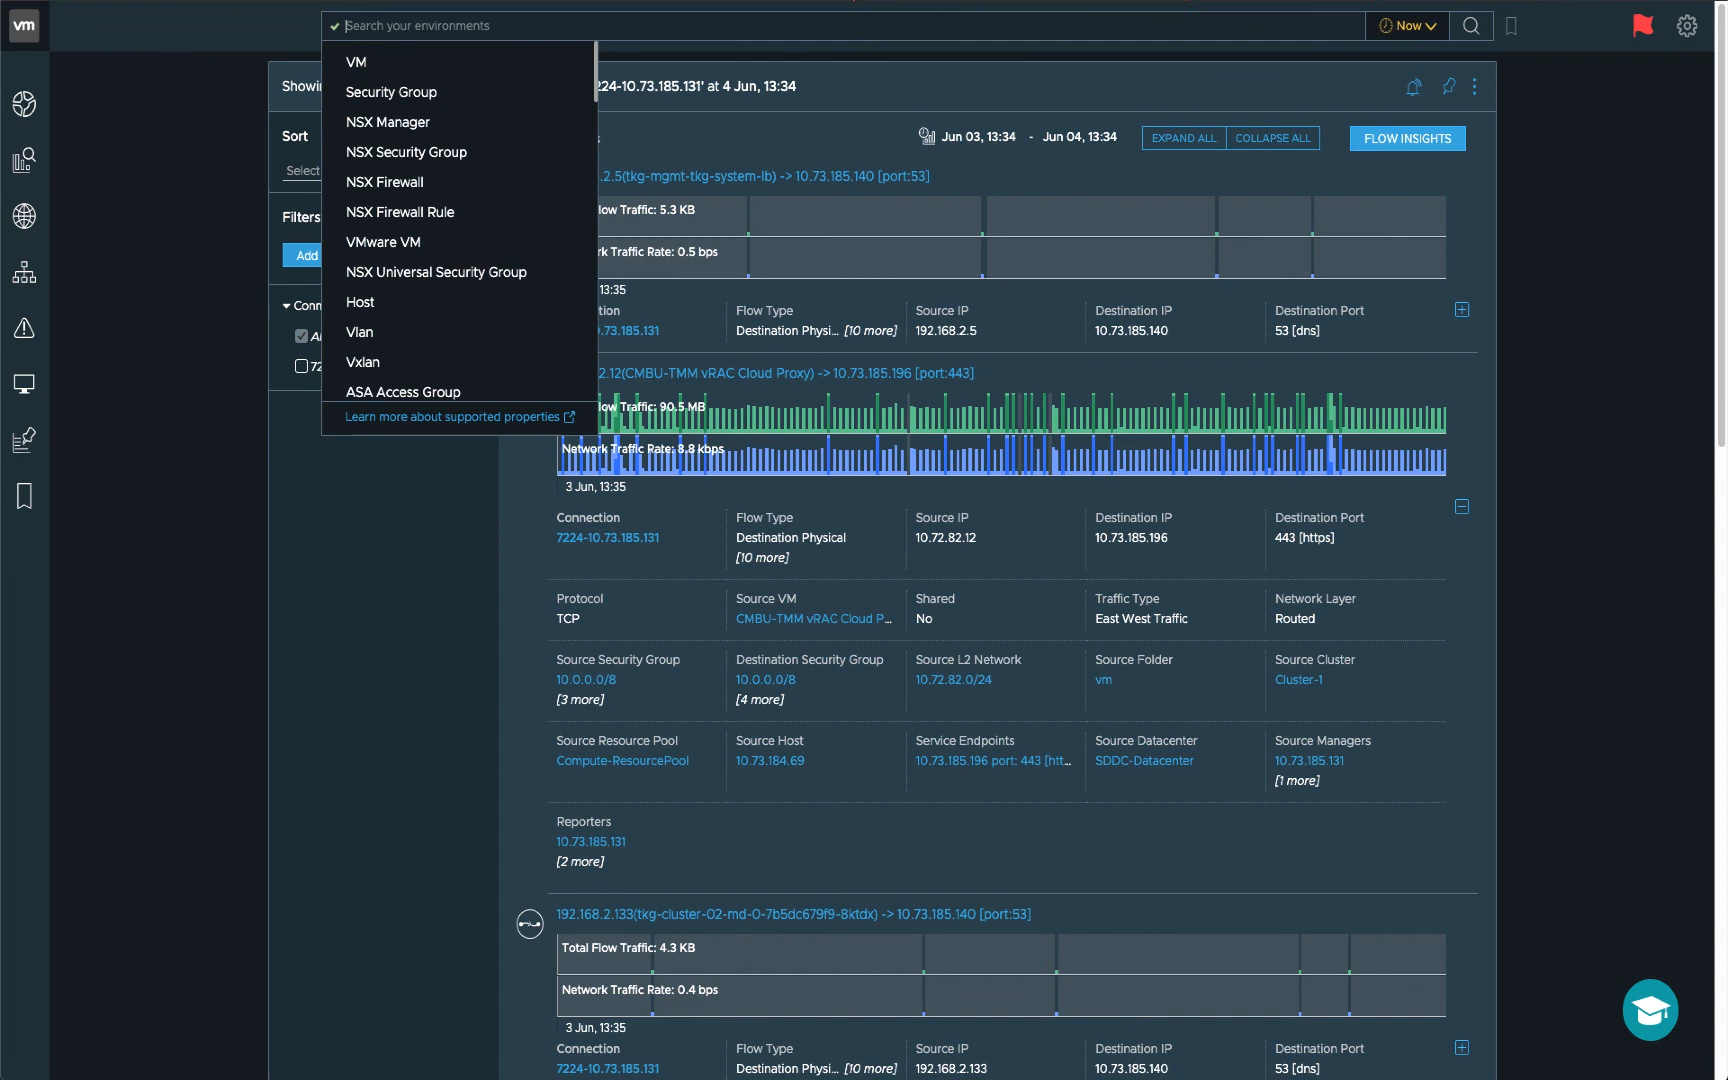 vm
Search your environments
Now
VM
Security Group
NSX Manager
NSX Security Group
NSX Firewall
NSX Firewall Rule
VMware VM
NSX Universal Security Group
Host
Vlan
Vxlan
ASA Access Group
Learn more about supported properties
Showi
224-10.73.185.131' at 4 Jun, 13:34
Sort
Select
Filters
Add
Conn
Al
72
s
Jun 03, 13:34 - Jun 04, 13:34
EXPAND ALL
COLLAPSE ALL
FLOW INSIGHTS
.2.5(tkg-mgmt-tkg-system-lb) -> 10.73.185.140 [port:53]
low Traffic: 5.3 KB
rk Traffic Rate: 0.5 bps
13:35
tion Flow Type Source IP Destination IP Destination Port
.73.185.131 Destination Physi... [10 more] 192.168.2.5 10.73.185.140 53 [dns]
2.12(CMBU-TMM vRAC Cloud Proxy) -> 10.73.185.196 [port:443]
low Traffic: 90.5 MB
Network Traffic Rate: 8.8 kbps
3 Jun, 13:35
Connection Flow Type Source IP Destination IP Destination Port
7224-10.73.185.131 Destination Physical 10.72.82.12 10.73.185.196 443 [https]
[10 more]
Protocol Source VM Shared Traffic Type Network Layer
TCP CMBU-TMM vRAC Cloud P... No East West Traffic Routed
Source Security Group Destination Security Group Source L2 Network Source Folder Source Cluster
10.0.0.0/8 10.0.0.0/8 10.72.82.0/24 vm Cluster-1
[3 more] [4 more]
Source Resource Pool Source Host Service Endpoints Source Datacenter Source Managers
Compute-ResourcePool 10.73.184.69 10.73.185.196 port: 443 [htt... SDDC-Datacenter 10.73.185.131
[1 more]
Reporters
10.73.185.131
[2 more]
192.168.2.133(tkg-cluster-02-md-0-7b5dc679f9-8ktdx) -> 10.73.185.140 [port:53]
Total Flow Traffic: 4.3 KB
Network Traffic Rate: 0.4 bps
3 Jun, 13:35
Connection Flow Type Source IP Destination IP Destination Port
7224-10.73.185.131 Destination Physi... [10 more] 192.168.2.133 10.73.185.140 53 [dns]